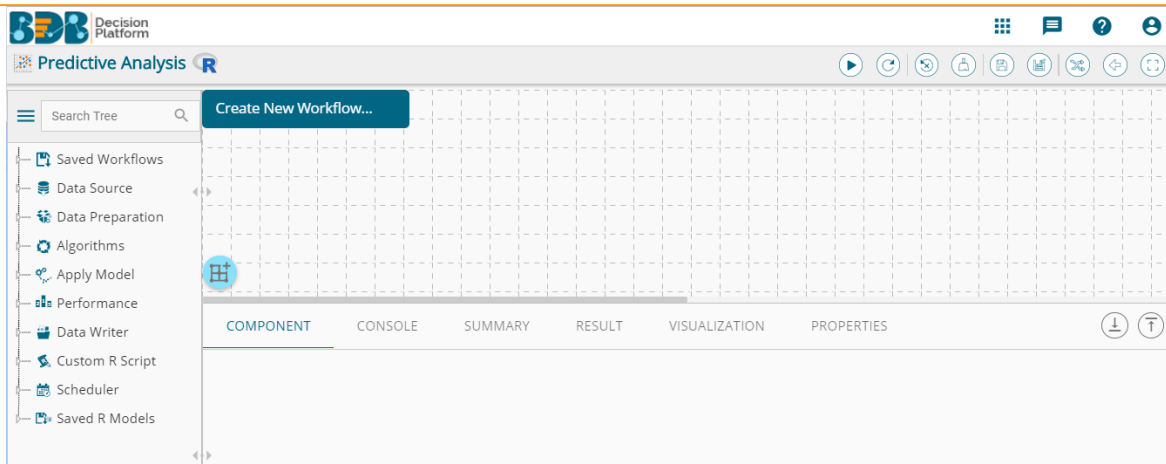 BDB Decision
Platform
Predictive Analysis R
Search Tree
Create New Workflow...
Saved Workflows
Data Source
Data Preparation
Algorithms
Apply Model
Performance
Data Writer
Custom R Script
Scheduler
Saved R Models
COMPONENT CONSOLE SUMMARY RESULT VISUALIZATION PROPERTIES